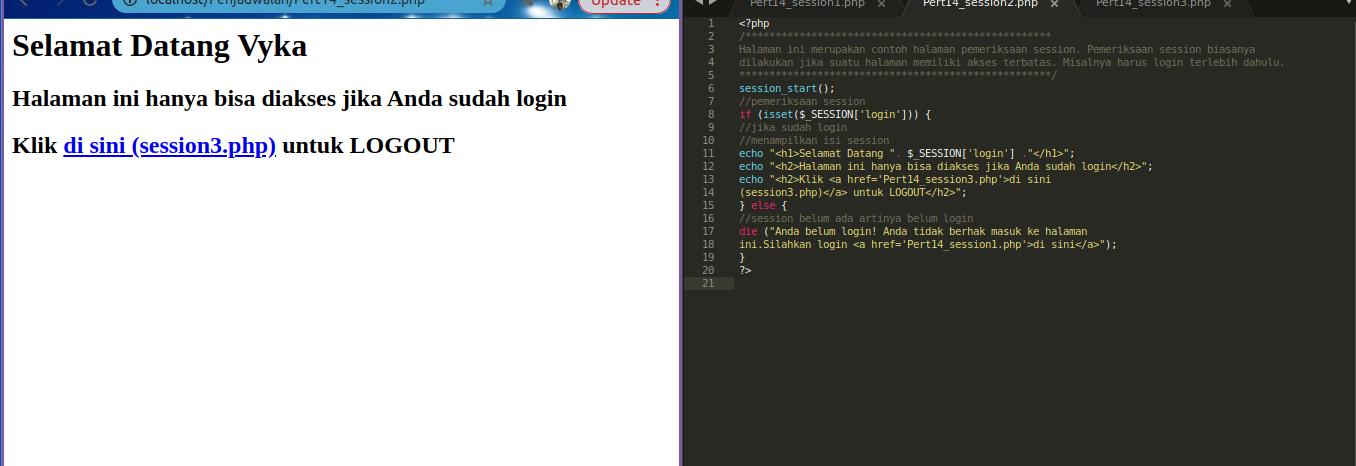 localhost/Penjadwalan/Pert14_session2.php
Update
Selamat Datang Vyka
Halaman ini hanya bisa diakses jika Anda sudah login
Klik di sini (session3.php) untuk LOGOUT
Pert14_session1.php × Pert14_session2.php × Pert14_session3.php ×
1 <?php
2 /***************************************************
3 Halaman ini merupakan contoh halaman pemeriksaan session. Pemeriksaan session biasanya
4 dilakukan jika suatu halaman memiliki akses terbatas. Misalnya harus login terlebih dahulu.
5 ****************************************************/
6 session_start();
7 //pemeriksaan session
8 if (isset($_SESSION['login'])) {
9 //jika sudah login
10 //menampilkan isi session
11 echo "<h1>Selamat Datang ". $_SESSION['login'] ."</h1>";
12 echo "<h2>Halaman ini hanya bisa diakses jika Anda sudah login</h2>";
13 echo "<h2>Klik <a href='Pert14_session3.php'>di sini
14 (session3.php)</a> untuk LOGOUT</h2>";
15 } else {
16 //session belum ada artinya belum login
17 die ("Anda belum login! Anda tidak berhak masuk ke halaman
18 ini.Silahkan login <a href='Pert14_session1.php'>di sini</a>");
19 }
20 ?>
21